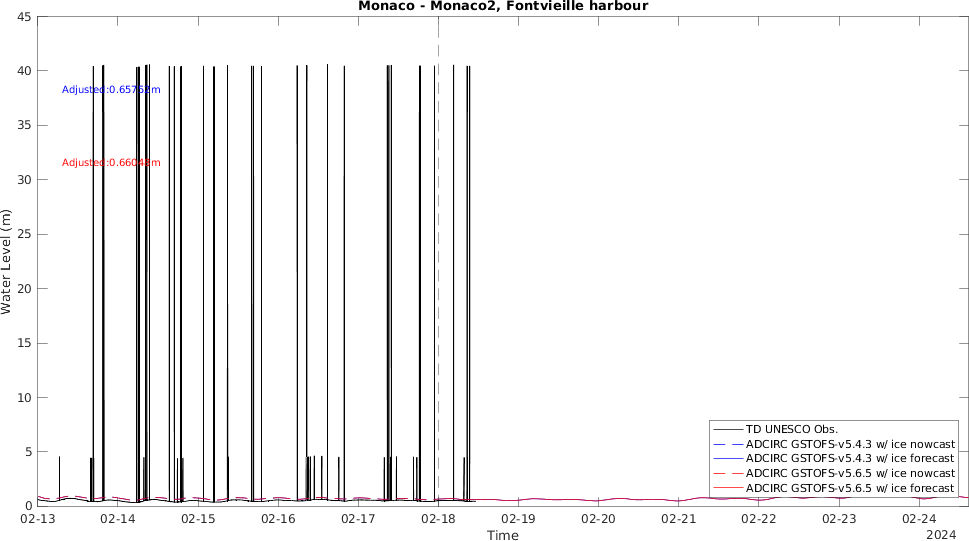 Monaco - Monaco2, Fontvieille harbour
45
40
35
30
25
20
15
10
5
0
Water Level (m)
Adjusted:0.65752m
Adjusted:0.66044m
TD UNESCO Obs.
ADCIRC GSTOFS-v5.4.3 w/ ice nowcast
ADCIRC GSTOFS-v5.4.3 w/ ice forecast
ADCIRC GSTOFS-v5.6.5 w/ ice nowcast
ADCIRC GSTOFS-v5.6.5 w/ ice forecast
02-13 02-14 02-15 02-16 02-17 02-18 02-19 02-20 02-21 02-22 02-23 02-24
Time
2024